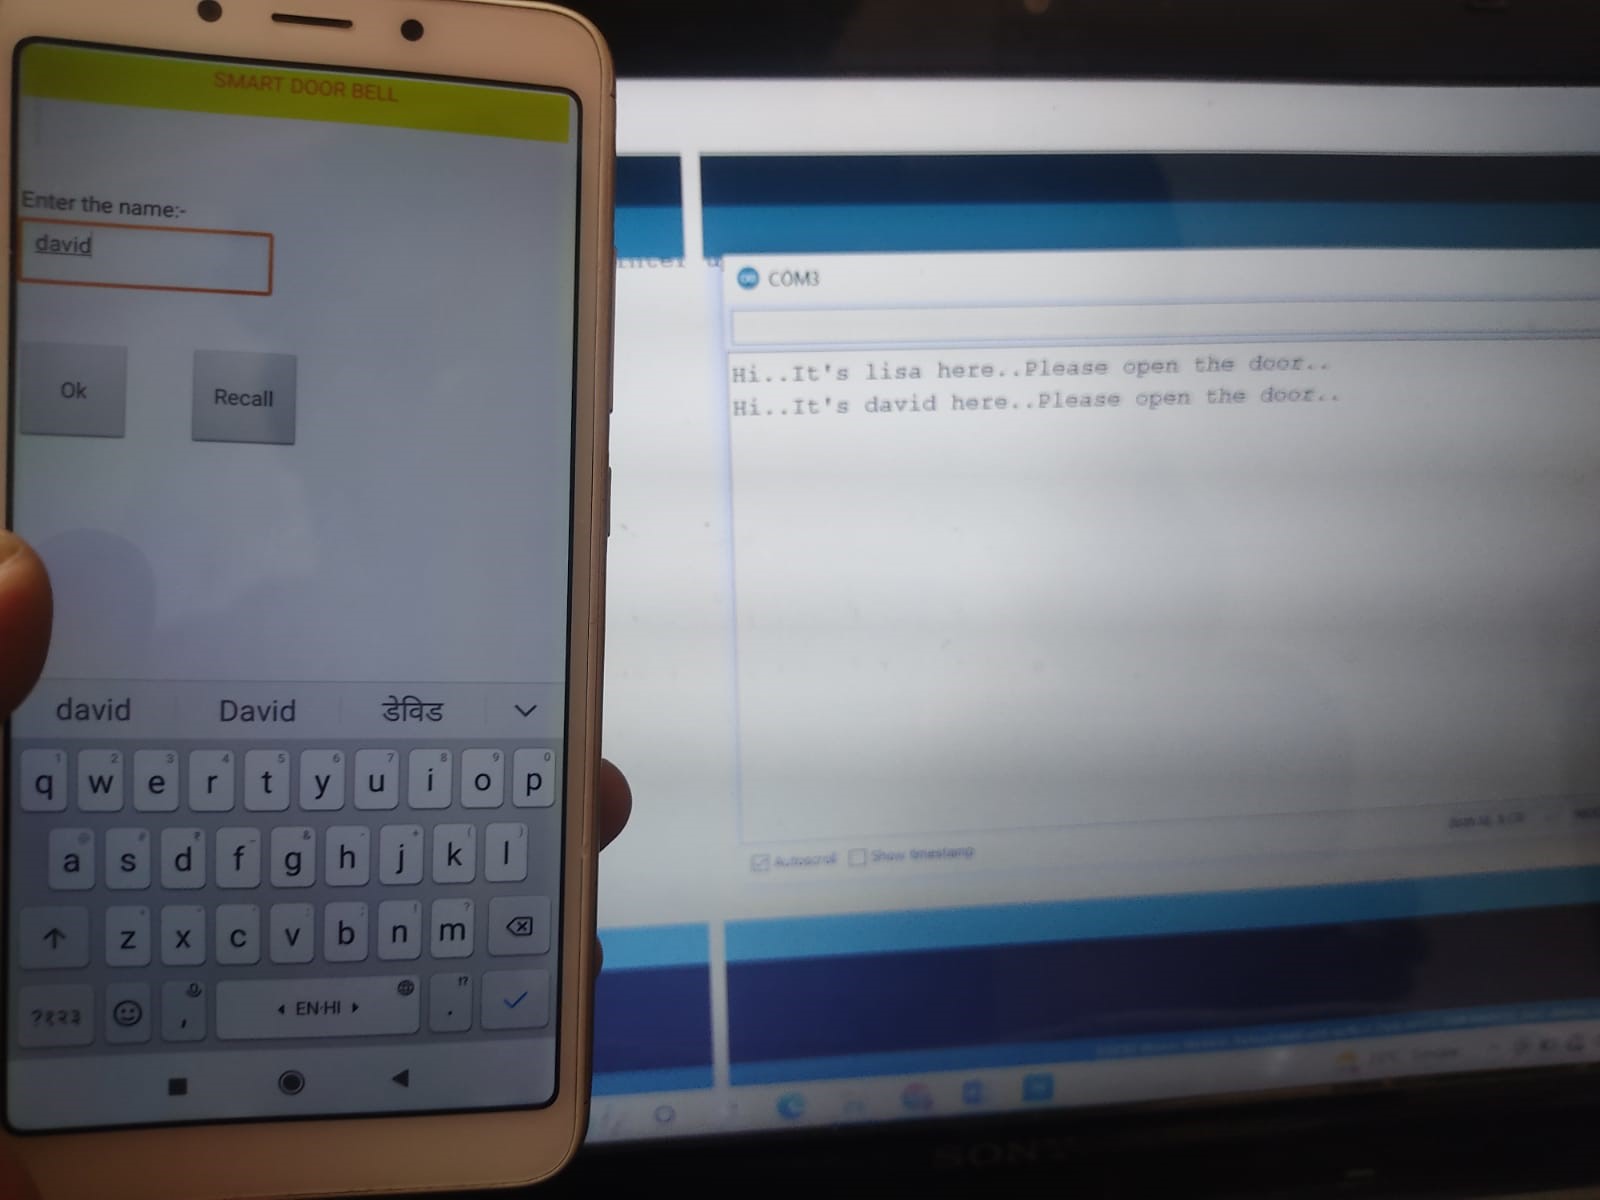 SMART DOOR BELL
Enter the name:-
david
Ok
Recall
david David डेविड
1 2 3 4 5 6 7 8 9 0
q w e r t y u i o p
a s d f g h j k l
z x c v b n m
?१२३ , EN·HI .
!?
COM3
Hi..It's lisa here..Please open the door..
Hi..It's david here..Please open the door..
Autoscroll Show timestamp
SONY